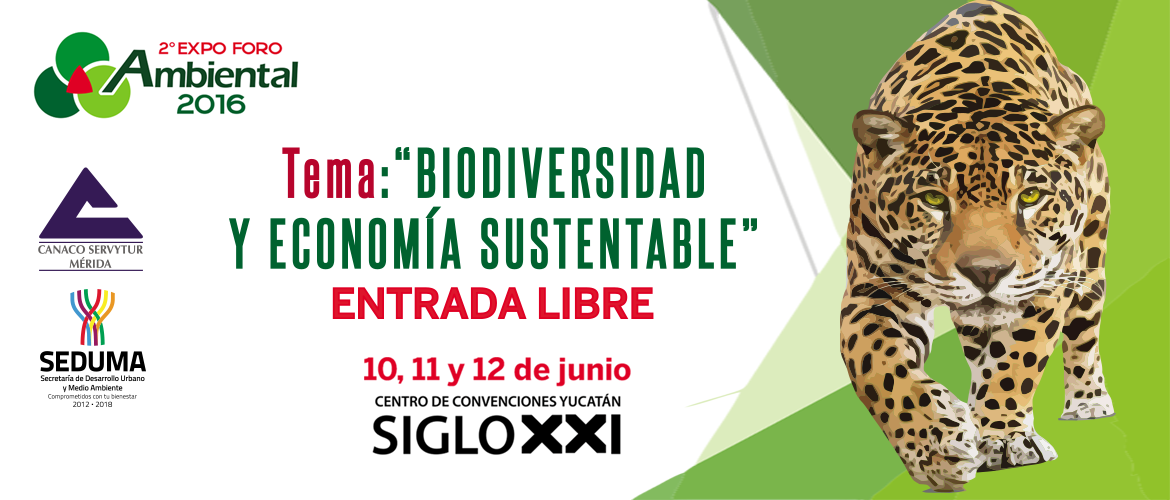 2° EXPO FORO
Ambiental
2016
CANACO SERVYTUR
MÉRIDA
SEDUMA
Secretaría de Desarrollo Urbano
y Medio Ambiente
Comprometidos con tu bienestar
2012 • 2018
Tema: “BIODIVERSIDAD
Y ECONOMÍA SUSTENTABLE”
ENTRADA LIBRE
10, 11 y 12 de junio
CENTRO DE CONVENCIONES YUCATÁN
SIGLO XXI